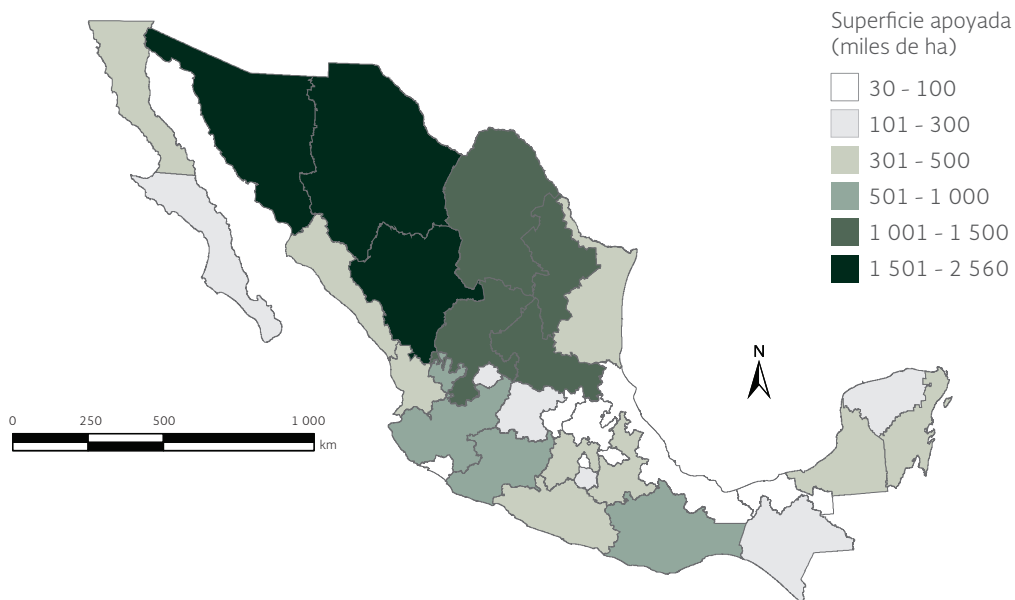 Superficie apoyada
(miles de ha)
30 - 100
101 - 300
301 - 500
501 - 1 000
1 001 - 1 500
1 501 - 2 560
N
0 250 500 1 000
km